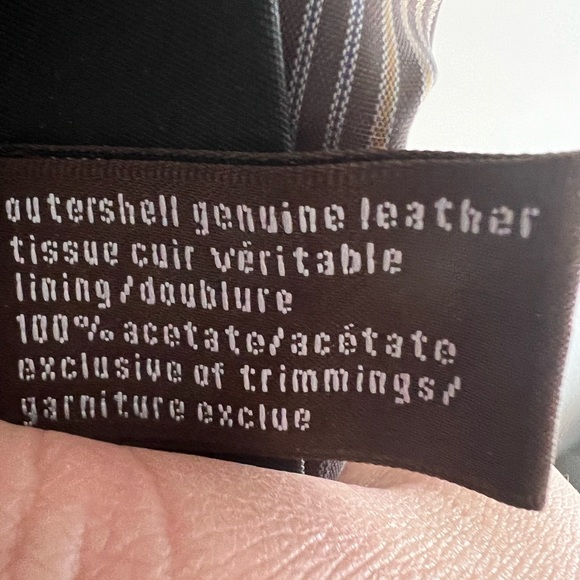 outershell genuine leather
tissue cuir véritable
lining/doublure
100% acetate/acétate
exclusive of trimmings/
garniture exclue